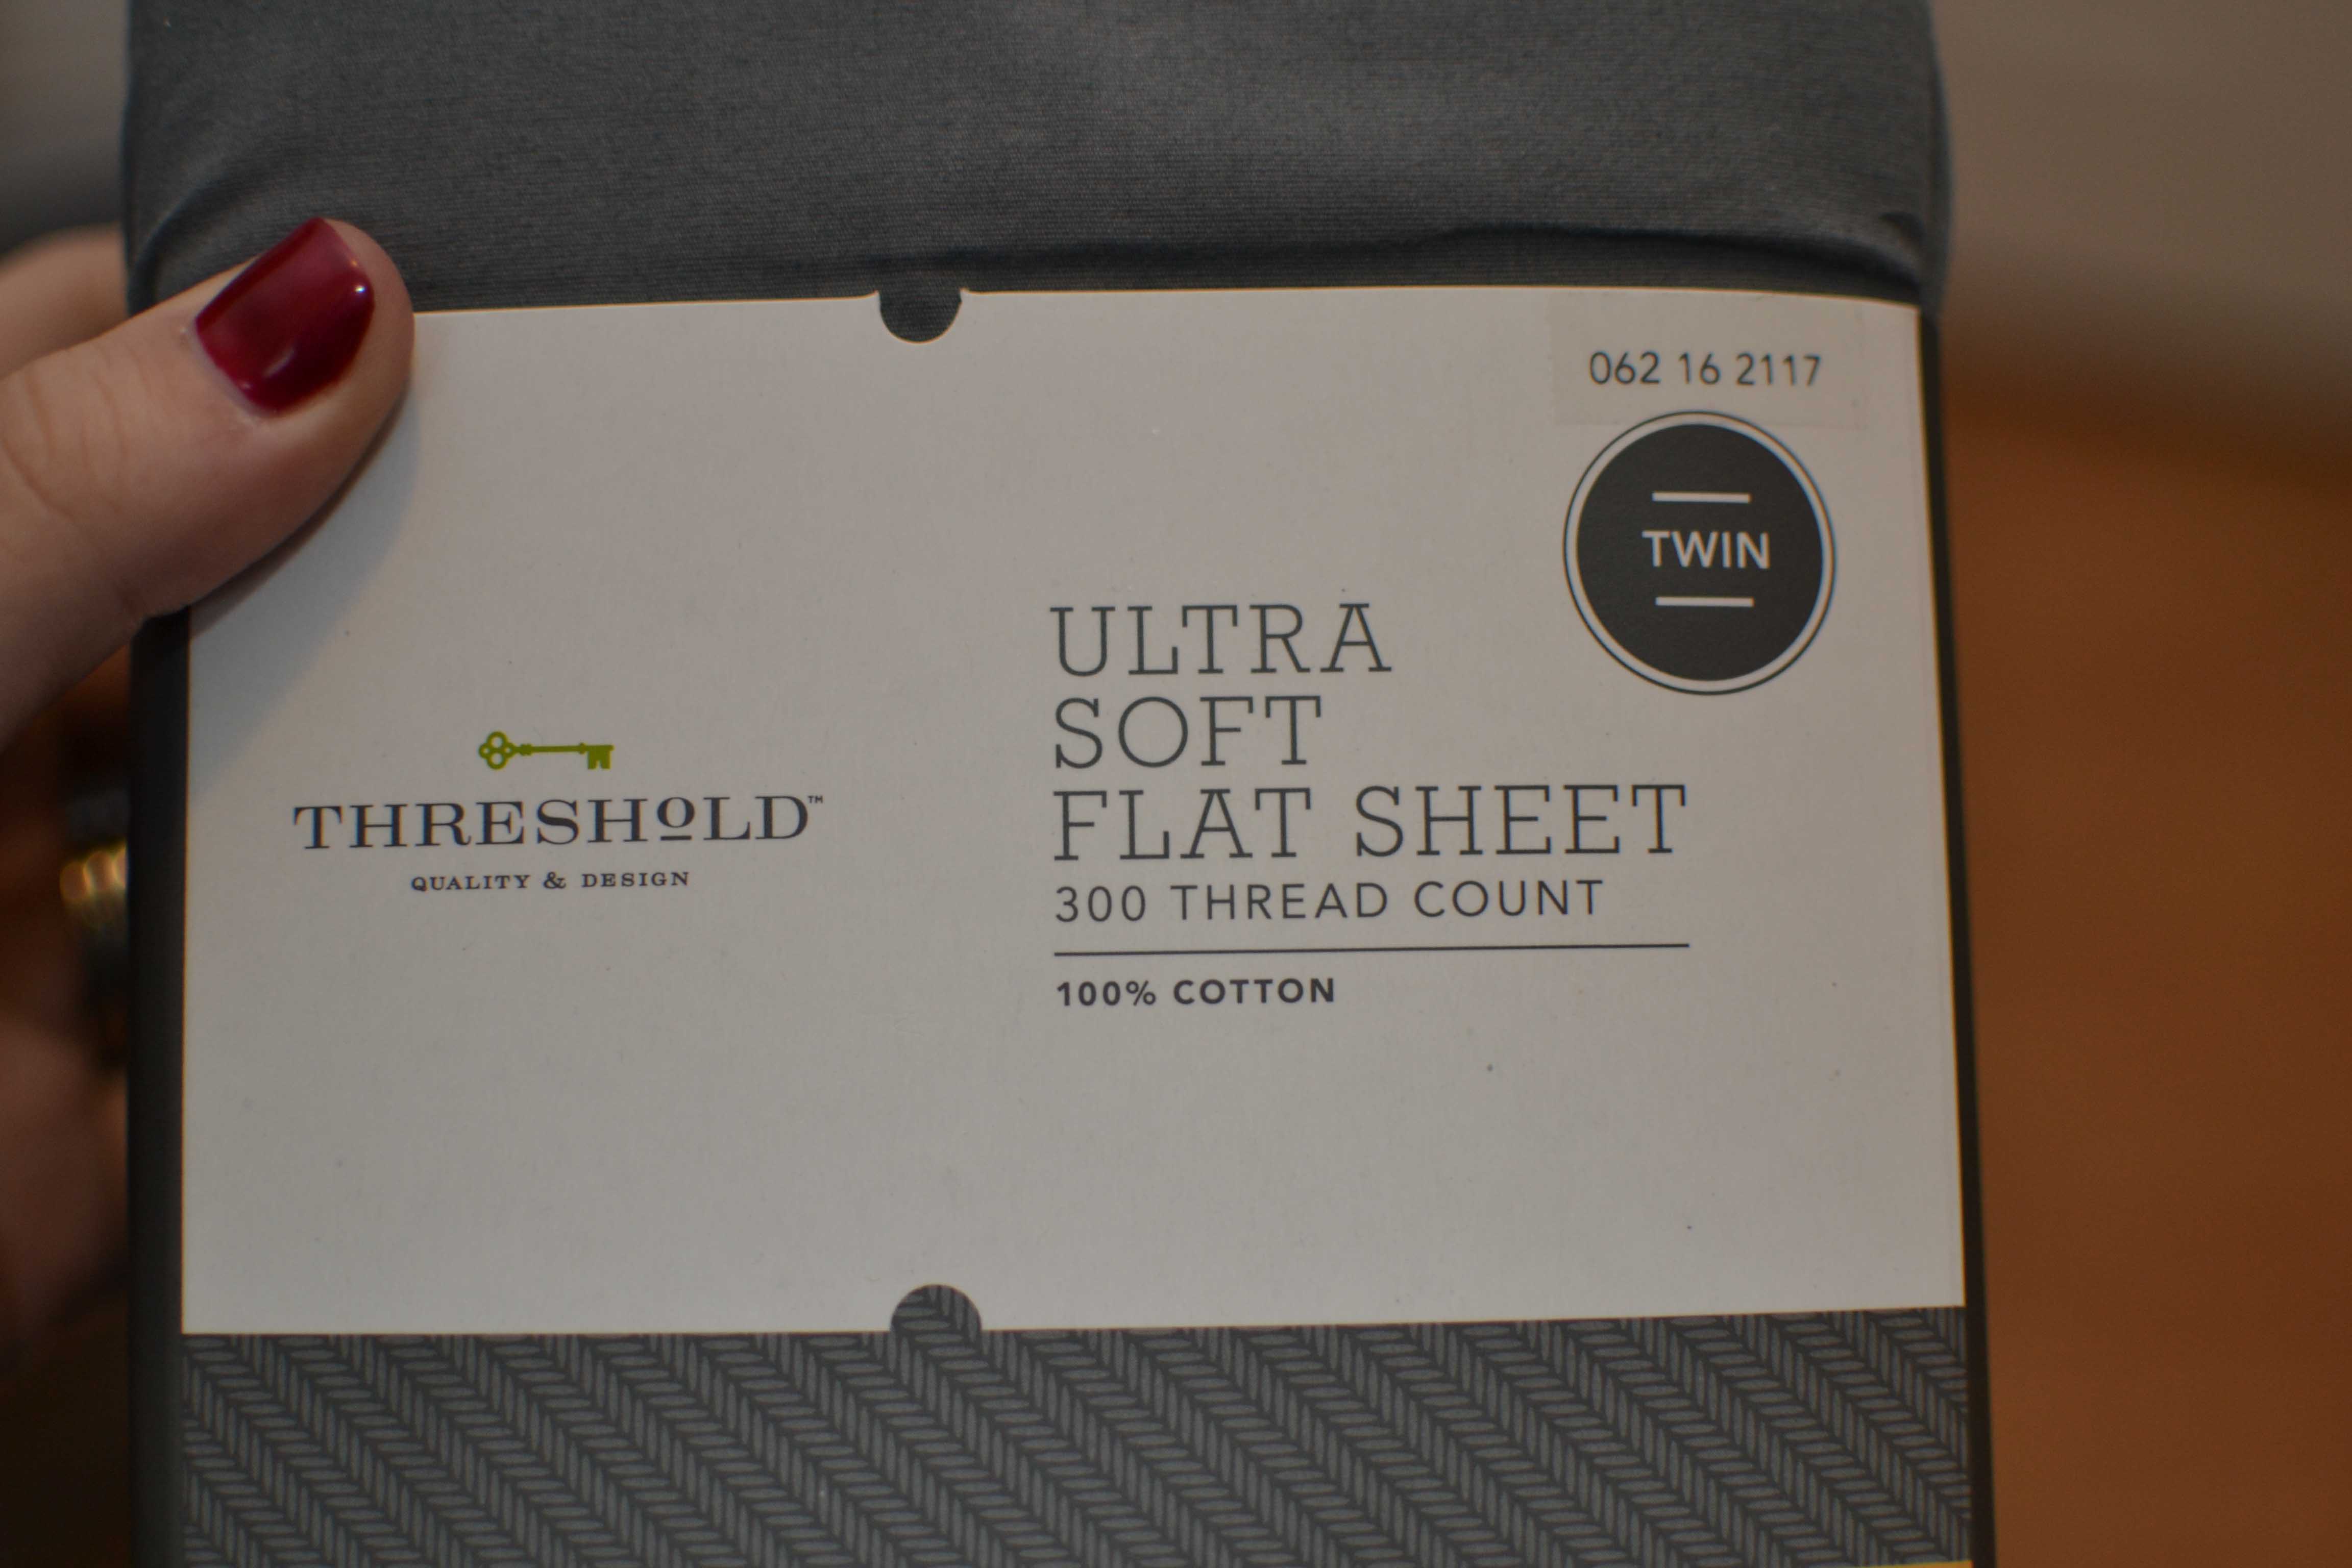 062 16 2117
TWIN
THRESHOLD™
QUALITY & DESIGN
ULTRA
SOFT
FLAT SHEET
300 THREAD COUNT
100% COTTON